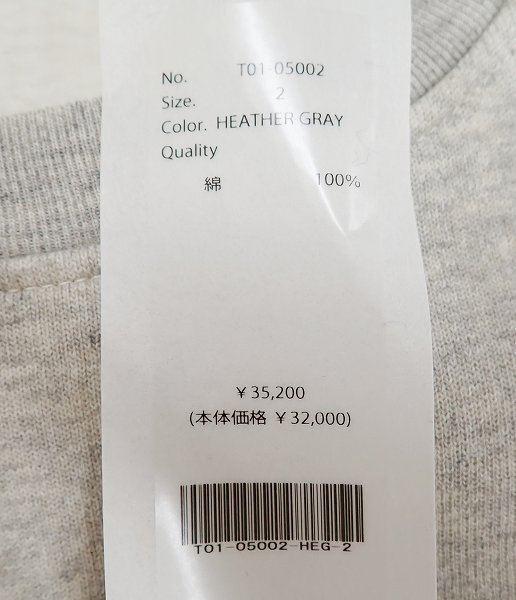 No. T01-05002
Size. 2
Color. HEATHER GRAY
Quality
綿 100%
¥35,200
(本体価格 ¥32,000)
T01-05002-HEG-2